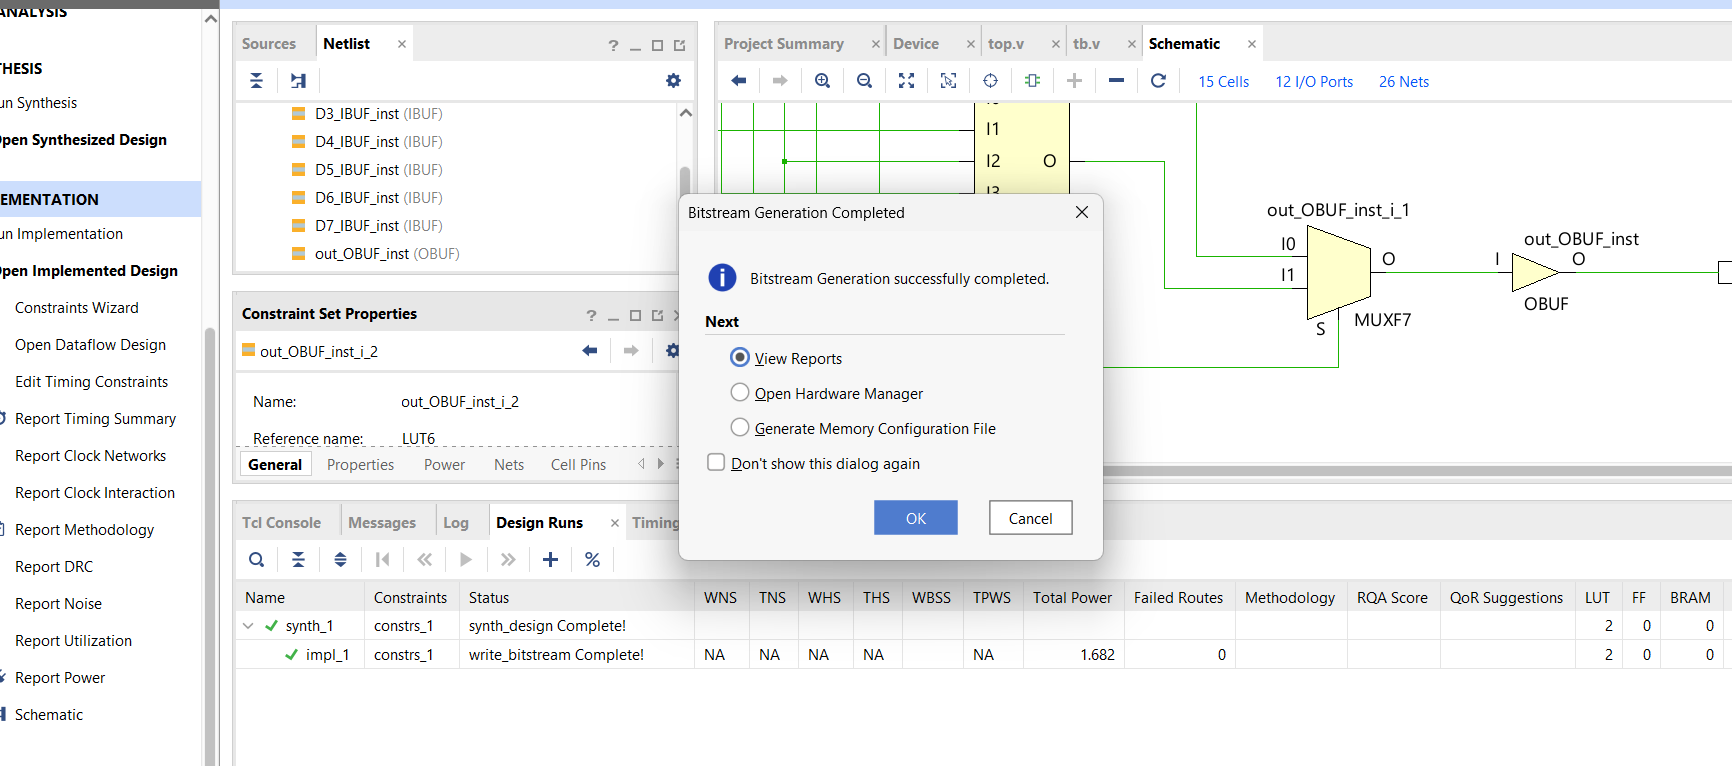 ANALYSIS
THESIS
un Synthesis
Open Synthesized Design
EMENTATION
un Implementation
Open Implemented Design
Constraints Wizard
Open Dataflow Design
Edit Timing Constraints
Report Timing Summary
Report Clock Networks
Report Clock Interaction
Report Methodology
Report DRC
Report Noise
Report Utilization
Report Power
Schematic
Sources Netlist × ?
D3_IBUF_inst (IBUF)
D4_IBUF_inst (IBUF)
D5_IBUF_inst (IBUF)
D6_IBUF_inst (IBUF)
D7_IBUF_inst (IBUF)
out_OBUF_inst (OBUF)
Constraint Set Properties ?
out_OBUF_inst_i_2
Name: out_OBUF_inst_i_2
Reference name: LUT6
General Properties Power Nets Cell Pins
Project Summary × Device × top.v × tb.v × Schematic ×
15 Cells 12 I/O Ports 26 Nets
I1
I2 O
I3
out_OBUF_inst_i_1
I0
I1
O
S
MUXF7
out_OBUF_inst
I O
OBUF
Bitstream Generation Completed
Bitstream Generation successfully completed.
Next
View Reports
Open Hardware Manager
Generate Memory Configuration File
Don't show this dialog again
OK Cancel
Tcl Console Messages Log Design Runs × Timing
Name Constraints Status WNS TNS WHS THS WBSS TPWS Total Power Failed Routes Methodology RQA Score QoR Suggestions LUT FF BRAM
synth_1 constrs_1 synth_design Complete! 2 0 0
impl_1 constrs_1 write_bitstream Complete! NA NA NA NA NA 1.682 0 2 0 0